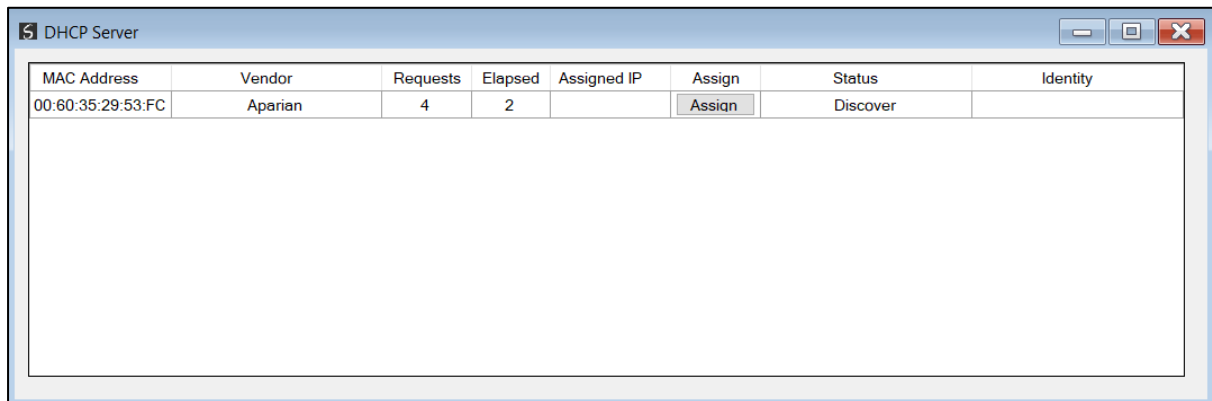 DHCP Server
MAC Address Vendor Requests Elapsed Assigned IP Assign Status Identity
00:60:35:29:53:FC Aparian 4 2 Assign Discover